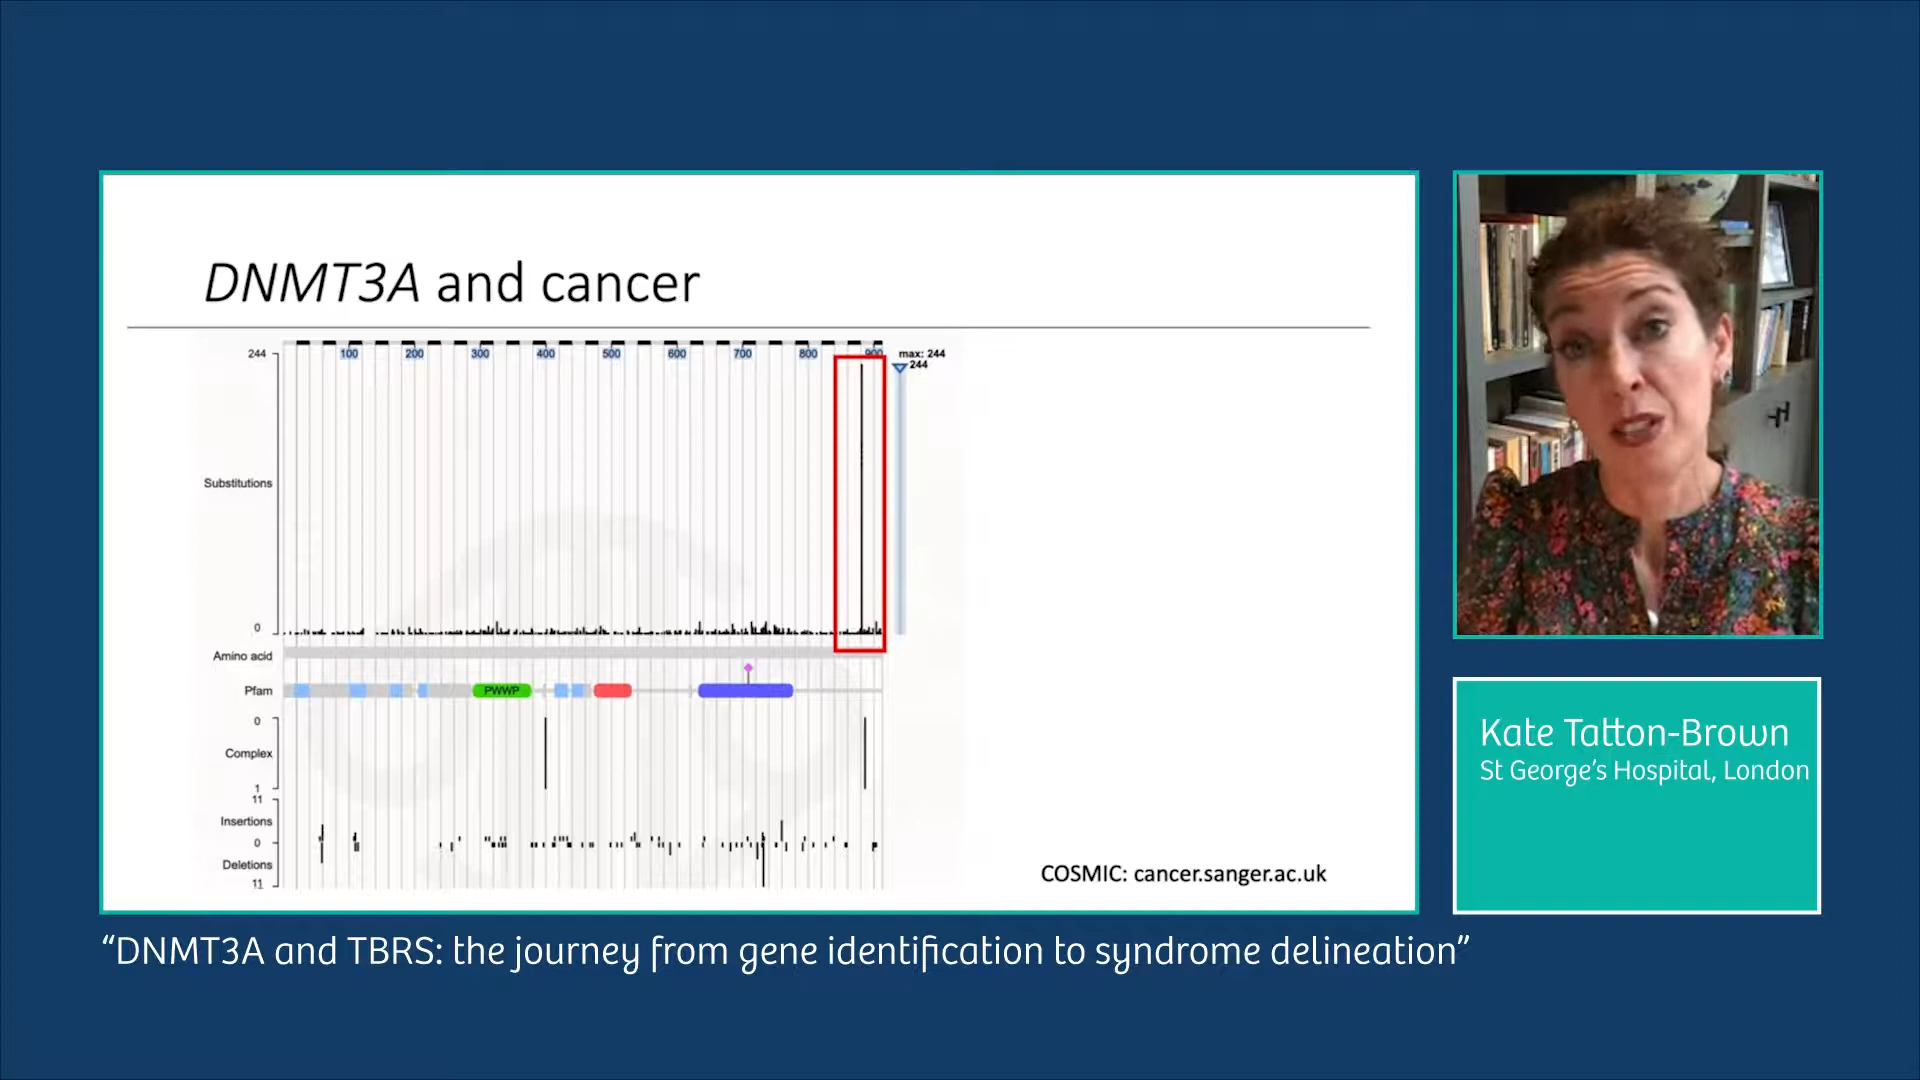 DNMT3A and cancer
244
100 200 300 400 500 600 700 800 900
max: 244
244
Substitutions
0
Amino acid
Pfam
PWWP
0
Complex
1
11
Insertions
0
Deletions
11
COSMIC: cancer.sanger.ac.uk
Kate Tatton-Brown
St George’s Hospital, London
“DNMT3A and TBRS: the journey from gene identification to syndrome delineation”